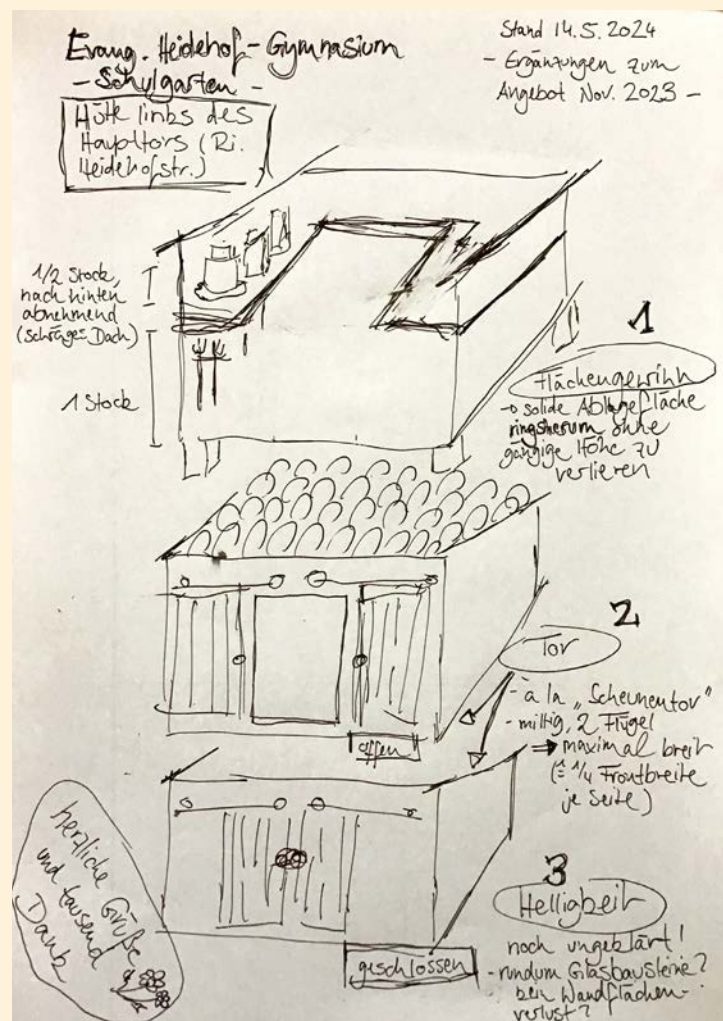 Evang. Heidehof-Gymnasium
- Schulgarten -
Stand 14.5.2024
- Ergänzungen zum
Angebot Nov. 2023 -
Hütte links des
Haupttors (Ri.
Heidehofstr.)
1/2 Stock,
nach hinten
abnehmend
(schräges Dach)
1 Stock
1
Flächengewinn
→ solide Ablagefläche
ringsherum ohne
gängige Höhe zu
verlieren
2
Tor
- à la „Scheunentor"
- mittig, 2 Flügel
⇒ maximal breit
(≙ 1/4 Frontbreite
je Seite)
offen
3
Helligkeit
noch ungeklärt!
- rundum Glasbausteine?
kein Wandflächen-
verlust?
geschlossen
herzliche Grüße
und tausend
Dank